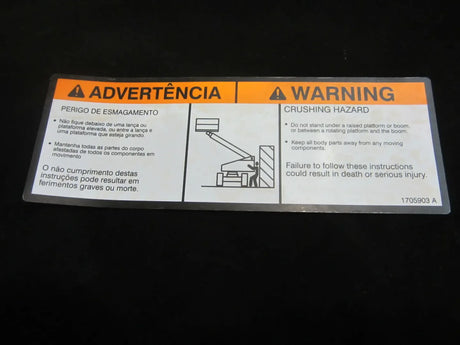 ADVERTÊNCIA
PERIGO DE ESMAGAMENTO
• Não fique debaixo de uma lança ou
plataforma elevada, ou entre a lança e
uma plataforma que esteja girando.
• Mantenha todas as partes do corpo
afastadas de todos os componentes em
movimento
O não cumprimento destas
instruções pode resultar em
ferimentos graves ou morte.
WARNING
CRUSHING HAZARD
• Do not stand under a raised platform or boom,
or between a rotating platform and the boom.
• Keep all body parts away from any moving
components.
Failure to follow these instructions
could result in death or serious injury.
1705903 A